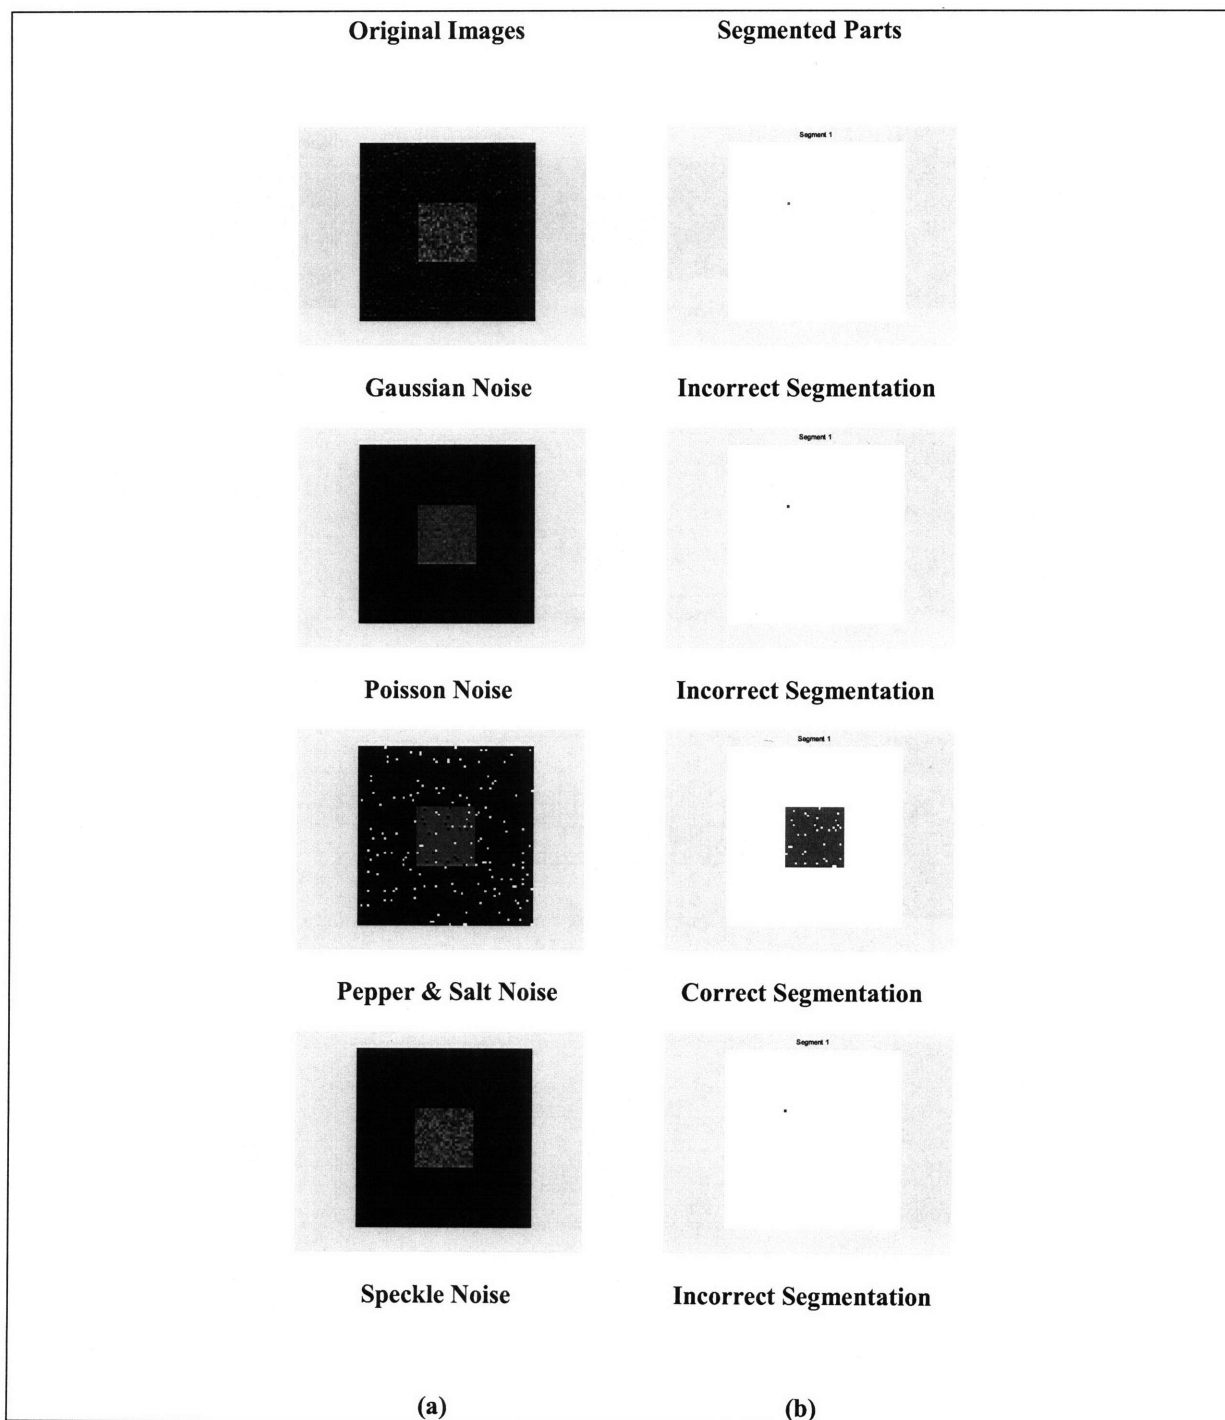 Original Images Segmented Parts
Segment 1
Gaussian Noise Incorrect Segmentation
Segment 1
Poisson Noise Incorrect Segmentation
Segment 1
Pepper & Salt Noise Correct Segmentation
Segment 1
Speckle Noise Incorrect Segmentation
(a) (b)